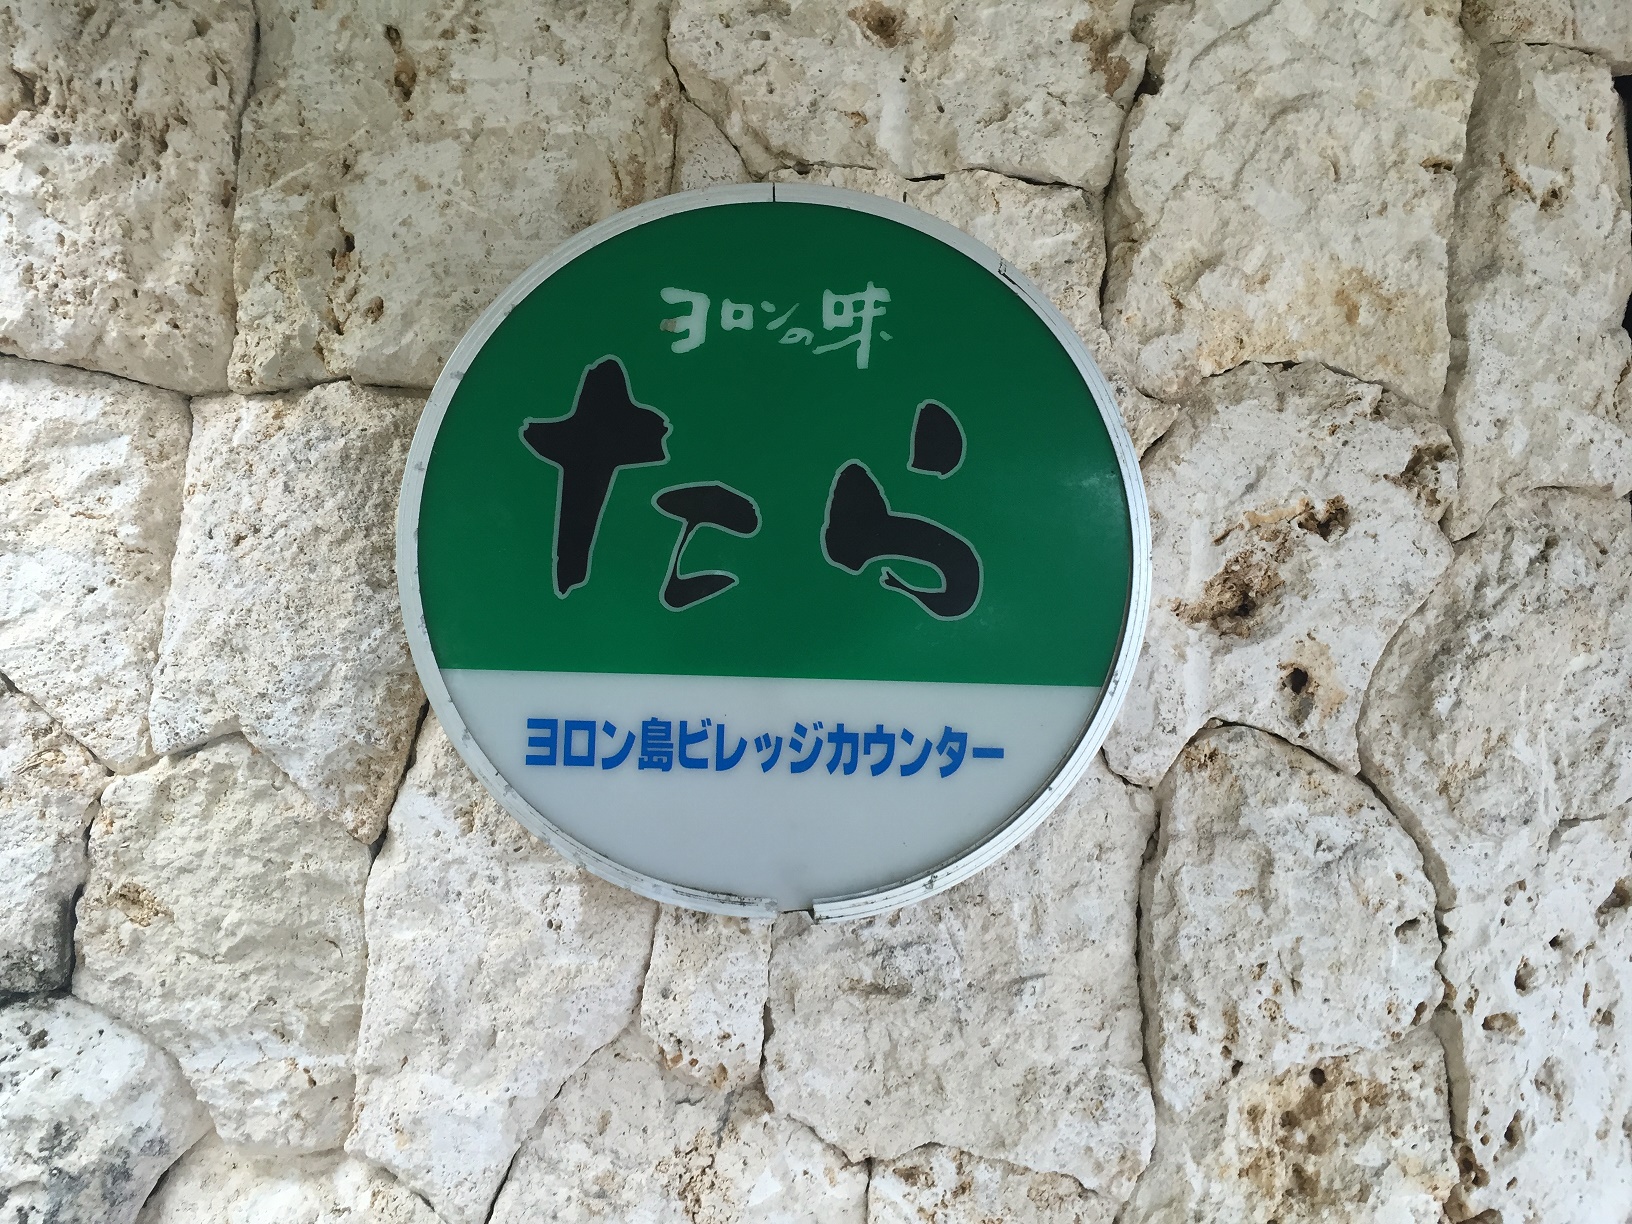 ヨロンの味
たら
ヨロン島ビレッジカウンター